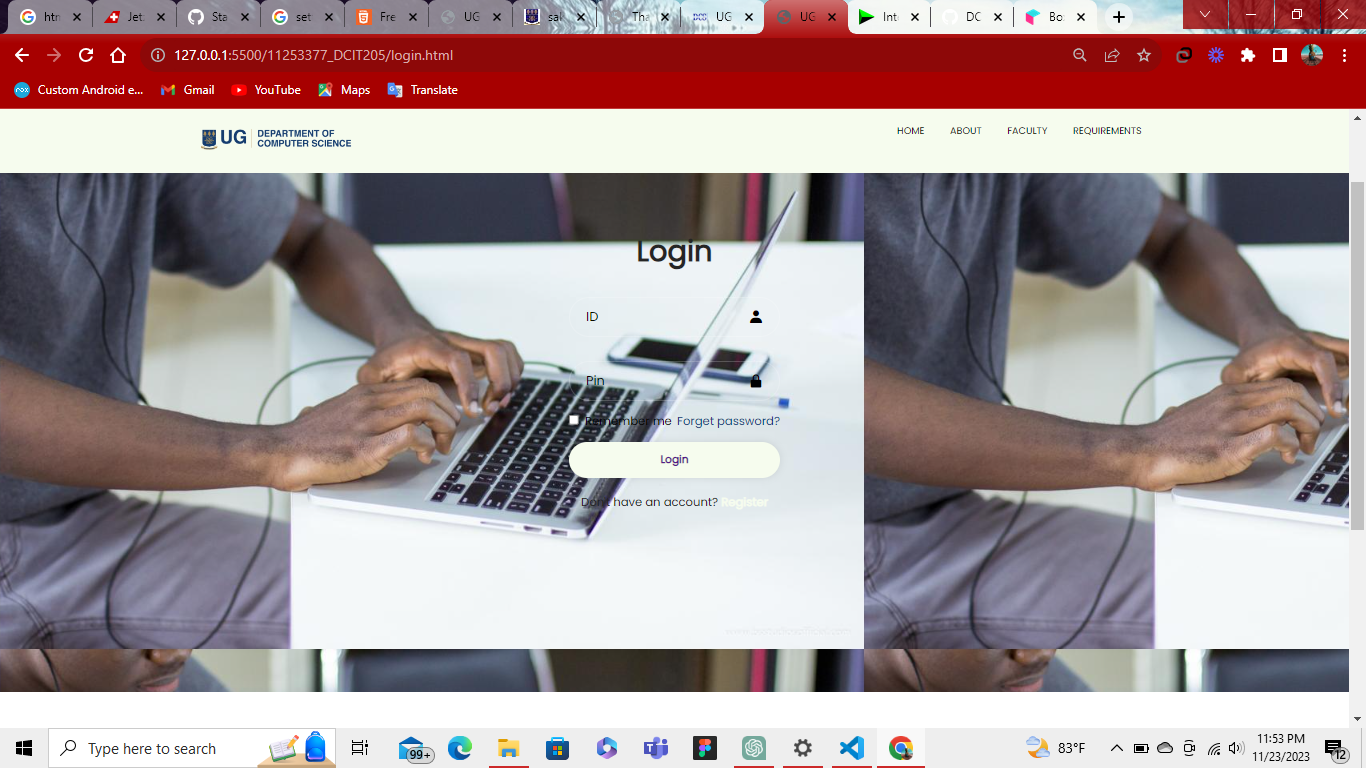 htm
Jet
Sta
set
Fre
UG
sak
Tha
UG
UG
Int
DC
Bo
127.0.0.1:5500/11253377_DCIT205/login.html
Custom Android e...
Gmail
YouTube
Maps
Translate
UG
DEPARTMENT OF
COMPUTER SCIENCE
HOME
ABOUT
FACULTY
REQUIREMENTS
Login
ID
Pin
Remember me Forget password?
Login
Don't have an account? Register
Type here to search
99+
83°F
11:53 PM
11/23/2023
12